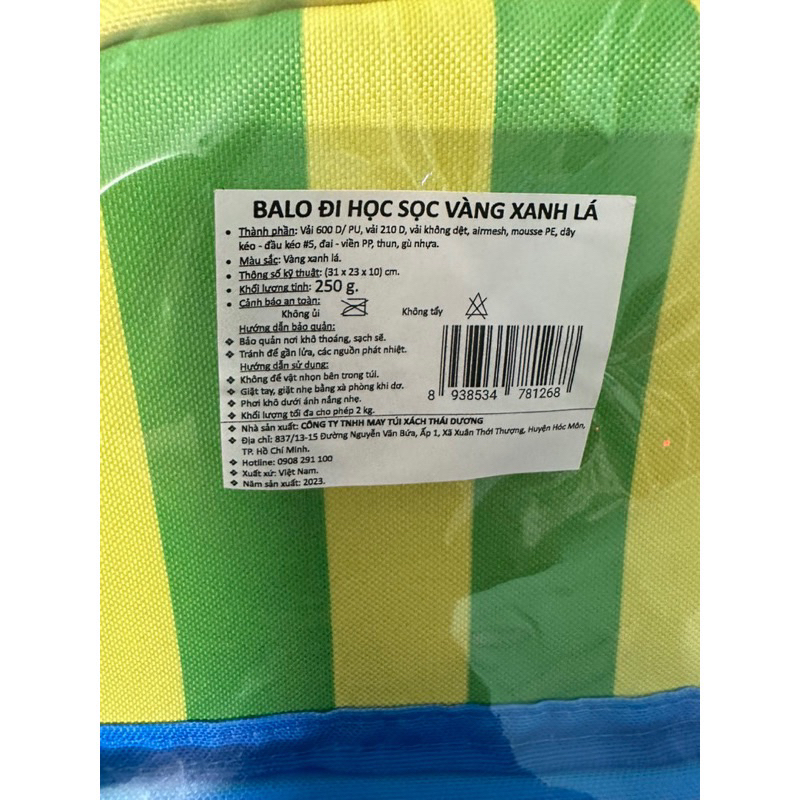 BALO ĐI HỌC SỌC VÀNG XANH LÁ
• Thành phần: Vải 600 D/ PU, vải 210 D, vải không dệt, airmesh, mousse PE, dây
kéo - đầu kéo #5, đai - viền PP, thun, gù nhựa.
• Màu sắc: Vàng xanh lá.
• Thông số kỹ thuật: (31 x 23 x 10) cm.
• Khối lượng tịnh: 250 g.
• Cảnh báo an toàn:
Không ủi Không tẩy
Hướng dẫn bảo quản:
❖ Bảo quản nơi khô thoáng, sạch sẽ.
❖ Tránh để gần lửa, các nguồn phát nhiệt.
Hướng dẫn sử dụng:
❖ Không để vật nhọn bên trong túi.
❖ Giặt tay, giặt nhẹ bằng xà phòng khi dơ.
❖ Phơi khô dưới ánh nắng nhẹ.
❖ Khối lượng tối đa cho phép 2 kg.
8 938534 781268
❖ Nhà sản xuất: CÔNG TY TNHH MAY TÚI XÁCH THÁI DƯƠNG
❖ Địa chỉ: 837/13-15 Đường Nguyễn Văn Bứa, Ấp 1, Xã Xuân Thới Thượng, Huyện Hóc Môn,
TP. Hồ Chí Minh.
❖ Hotline: 0908 291 100
❖ Xuất xứ: Việt Nam.
❖ Năm sản xuất: 2023.